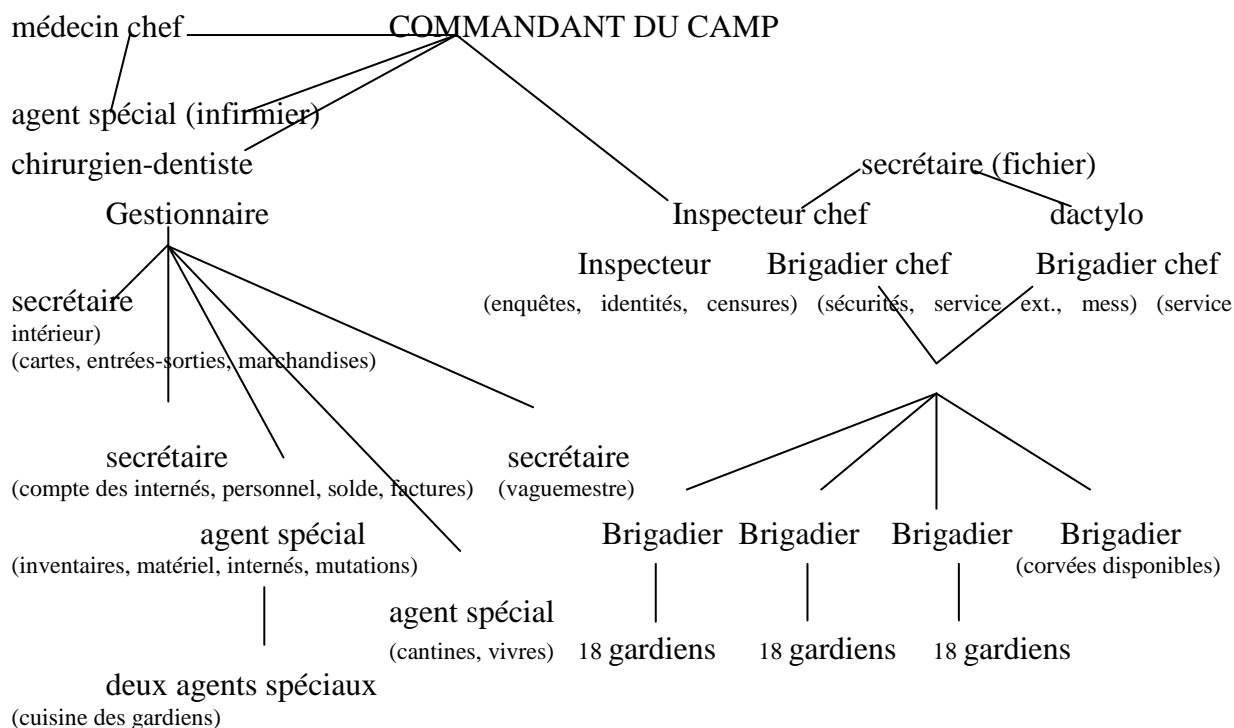 médecin chef COMMANDANT DU CAMP
agent spécial (infirmier)
chirurgien-dentiste secrétaire (fichier)
Gestionnaire Inspecteur chef dactylo
Inspecteur Brigadier chef Brigadier chef
secrétaire (enquêtes, identités, censures) (sécurités, service ext., mess) (service
intérieur)
(cartes, entrées-sorties, marchandises)
secrétaire secrétaire
(compte des internés, personnel, solde, factures) (vaguemestre)
agent spécial Brigadier Brigadier Brigadier Brigadier
(inventaires, matériel, internés, mutations) (corvées disponibles)
agent spécial
(cantines, vivres) 18 gardiens 18 gardiens 18 gardiens
deux agents spéciaux
(cuisine des gardiens)